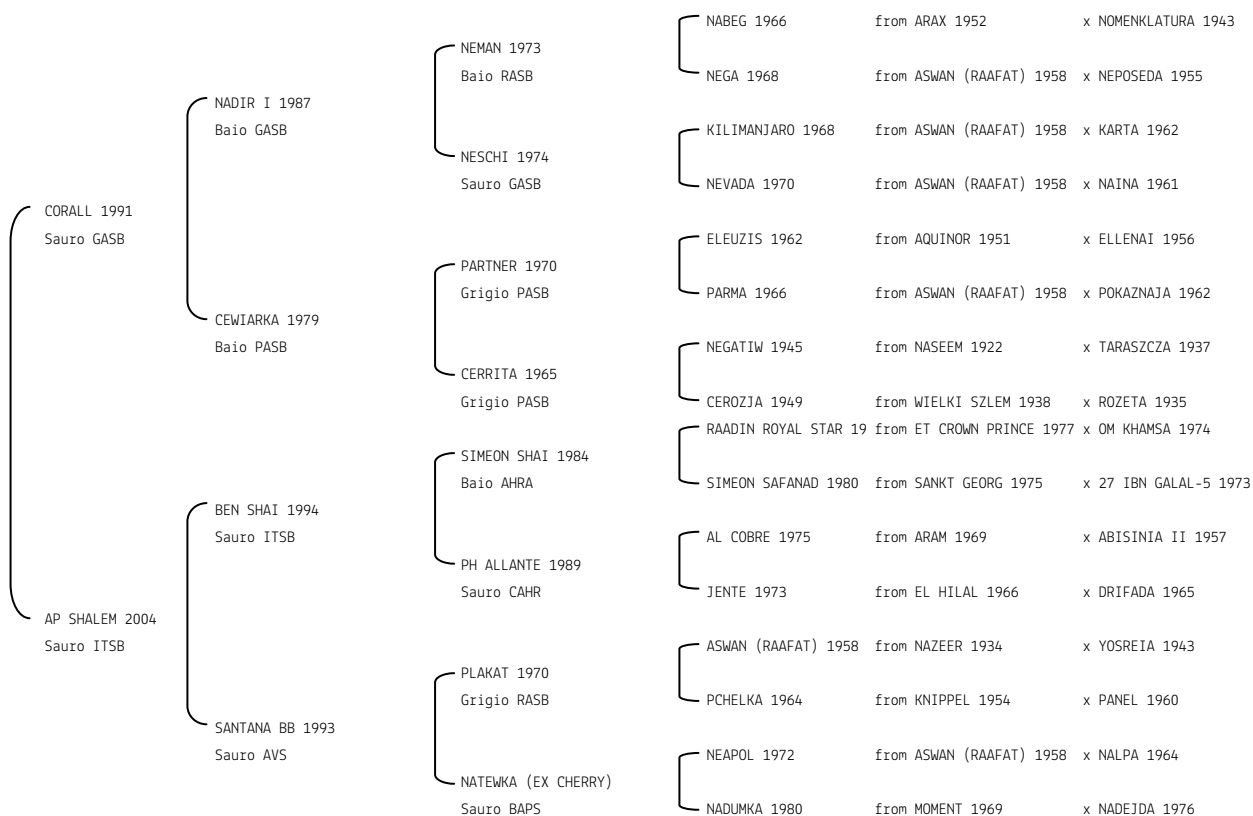 NABEG 1966 from ARAX 1952 x NOMENKLATURA 1943
NEMAN 1973
Baio RASB
NEGA 1968 from ASWAN (RAAFAT) 1958 x NEPOSEDA 1955
NADIR I 1987
Baio GASB
KILIMANJARO 1968 from ASWAN (RAAFAT) 1958 x KARTA 1962
NESCHI 1974
Sauro GASB
NEVADA 1970 from ASWAN (RAAFAT) 1958 x NAINA 1961
CORALL 1991
Sauro GASB
ELEUZIS 1962 from AQUINOR 1951 x ELLENAI 1956
PARTNER 1970
Grigio PASB
PARMA 1966 from ASWAN (RAAFAT) 1958 x POKAZNAJA 1962
CEWIARKA 1979
Baio PASB
NEGATIW 1945 from NASEEM 1922 x TARASZCZA 1937
CERRITA 1965
Grigio PASB
CEROZJA 1949 from WIELKI SZLEM 1938 x ROZETA 1935
RAADIN ROYAL STAR 19 from ET CROWN PRINCE 1977 x OM KHAMSA 1974
SIMEON SHAI 1984
Baio AHRA
SIMEON SAFANAD 1980 from SANKT GEORG 1975 x 27 IBN GALAL-5 1973
BEN SHAI 1994
Sauro ITSB
AL COBRE 1975 from ARAM 1969 x ABISINIA II 1957
PH ALLANTE 1989
Sauro CAHR
JENTE 1973 from EL HILAL 1966 x DRIFADA 1965
AP SHALEM 2004
Sauro ITSB
ASWAN (RAAFAT) 1958 from NAZEER 1934 x YOSREIA 1943
PLAKAT 1970
Grigio RASB
PCHELKA 1964 from KNIPPEL 1954 x PANEL 1960
SANTANA BB 1993
Sauro AVS
NEAPOL 1972 from ASWAN (RAAFAT) 1958 x NALPA 1964
NATEWKA (EX CHERRY)
Sauro BAPS
NADUMKA 1980 from MOMENT 1969 x NADEJDA 1976